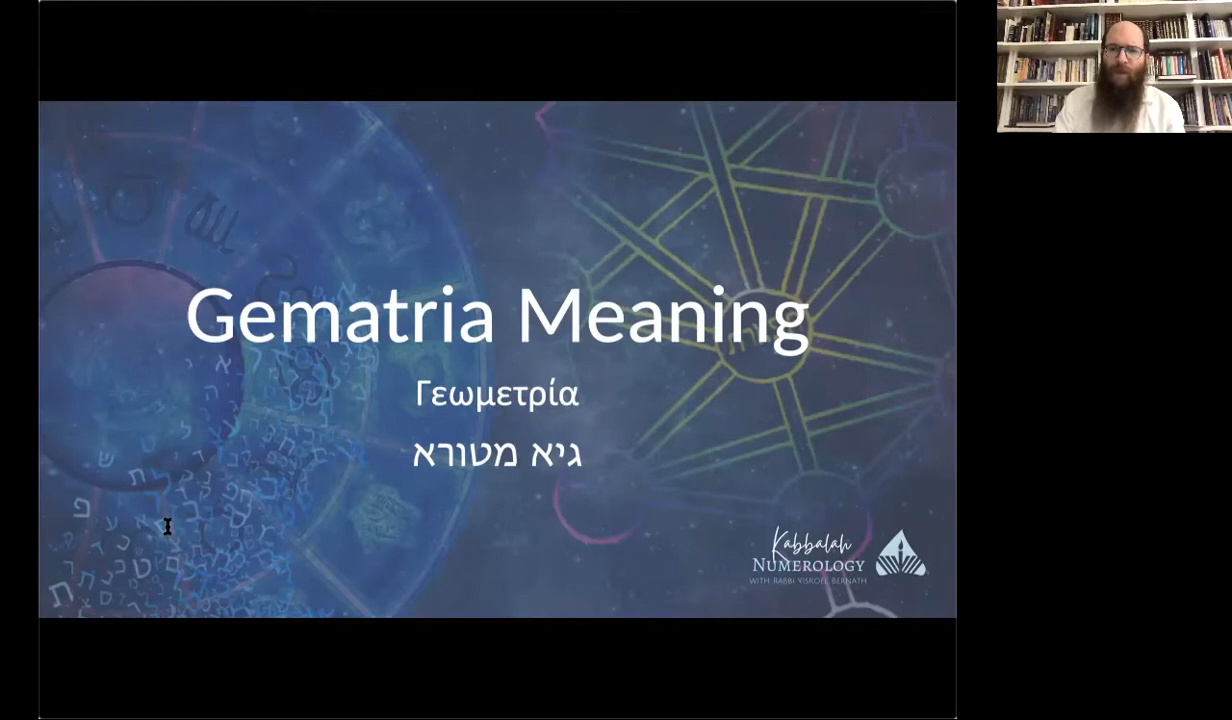 Gematria Meaning
Γεωμετρία
גיא מטורא
Kabbalah
NUMEROLOGY
WITH RABBI YISROEL BERNATH